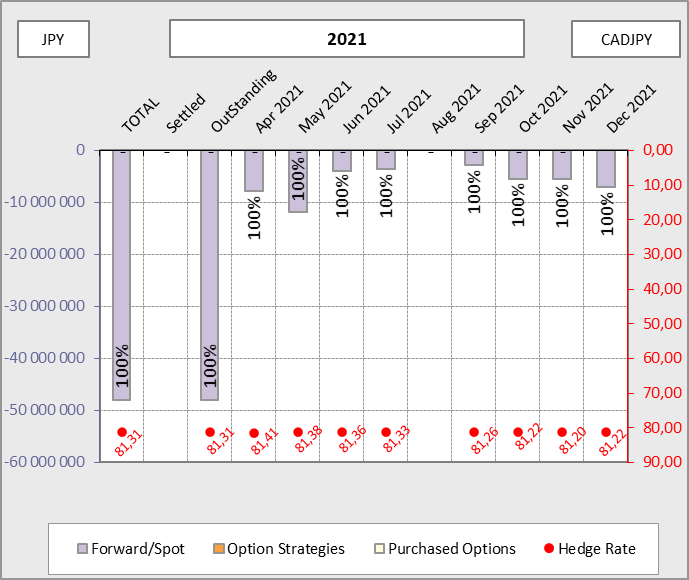 JPY
2021
CADJPY
TOTAL
Settled
OutStanding
Apr 2021
May 2021
Jun 2021
Jul 2021
Aug 2021
Sep 2021
Oct 2021
Nov 2021
Dec 2021
0
-10 000 000
-20 000 000
-30 000 000
-40 000 000
-50 000 000
-60 000 000
0,00
10,00
20,00
30,00
40,00
50,00
60,00
70,00
80,00
90,00
100%
100%
100%
100%
100%
100%
100%
100%
100%
100%
81,31
81,31
81,41
81,38
81,36
81,33
81,26
81,22
81,20
81,22
Forward/Spot
Option Strategies
Purchased Options
Hedge Rate